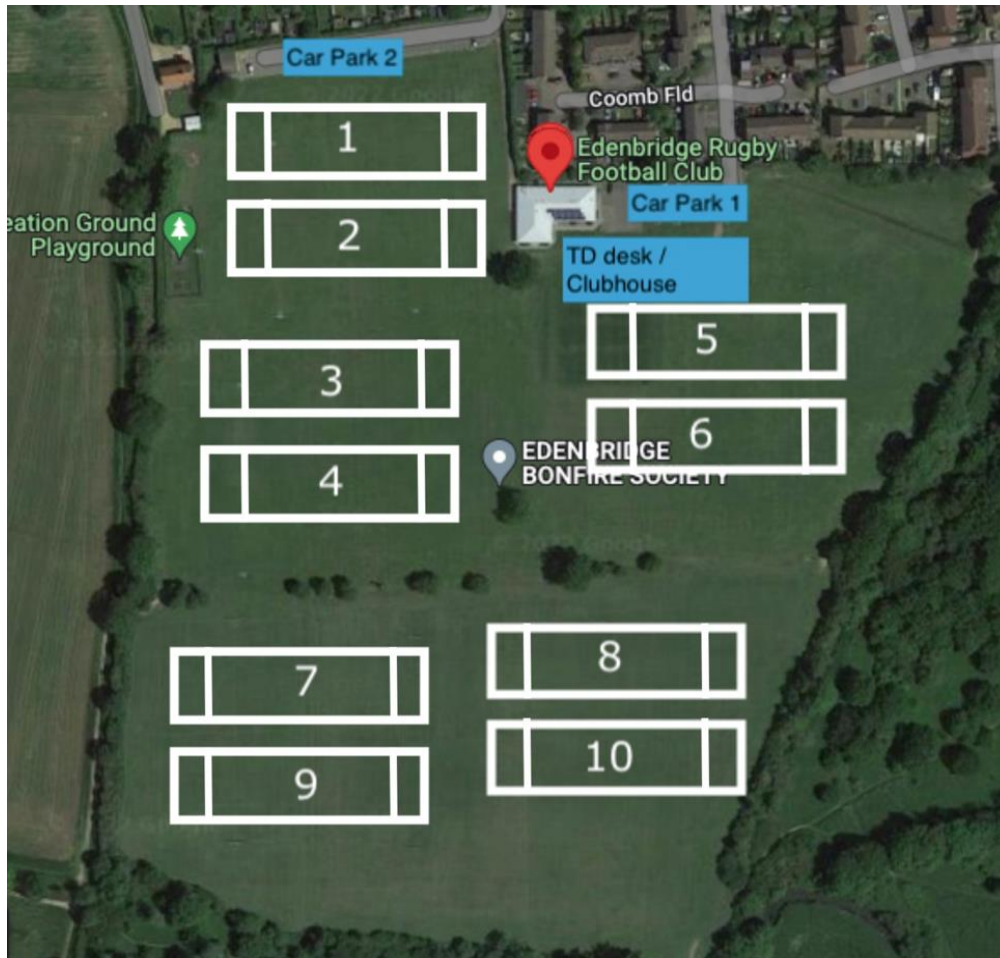 Car Park 2
Coomb Fld
1
Edenbridge Rugby
Football Club
Car Park 1
eation Ground
Playground
2
TD desk /
Clubhouse
5
3
6
EDENBRIDGE
BONFIRE SOCIETY
4
8
7
10
9